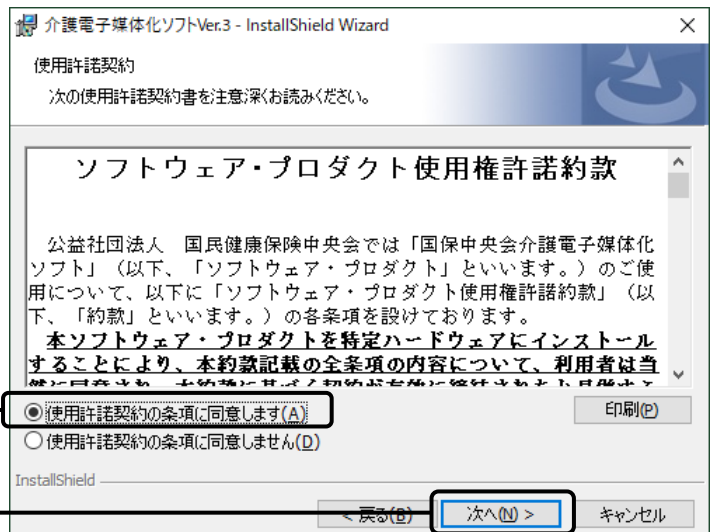 介護電子媒体化ソフトVer.3 - InstallShield Wizard
使用許諾契約
次の使用許諾契約書を注意深くお読みください。
ソフトウェア・プロダクト使用権許諾約款
公益社団法人　国民健康保険中央会では「国保中央会介護電子媒体化
ソフト」（以下、「ソフトウェア・プロダクト」といいます。）のご使
用について、以下に「ソフトウェア・プロダクト使用権許諾約款」（以
下、「約款」といいます。）の各条項を設けております。
本ソフトウェア・プロダクトを特定ハードウェアにインストール
することにより、本約款記載の全条項の内容について、利用者は当
使用許諾契約の条項に同意します(A)
印刷(P)
使用許諾契約の条項に同意しません(D)
InstallShield
< 戻る(B)
次へ(N) >
キャンセル